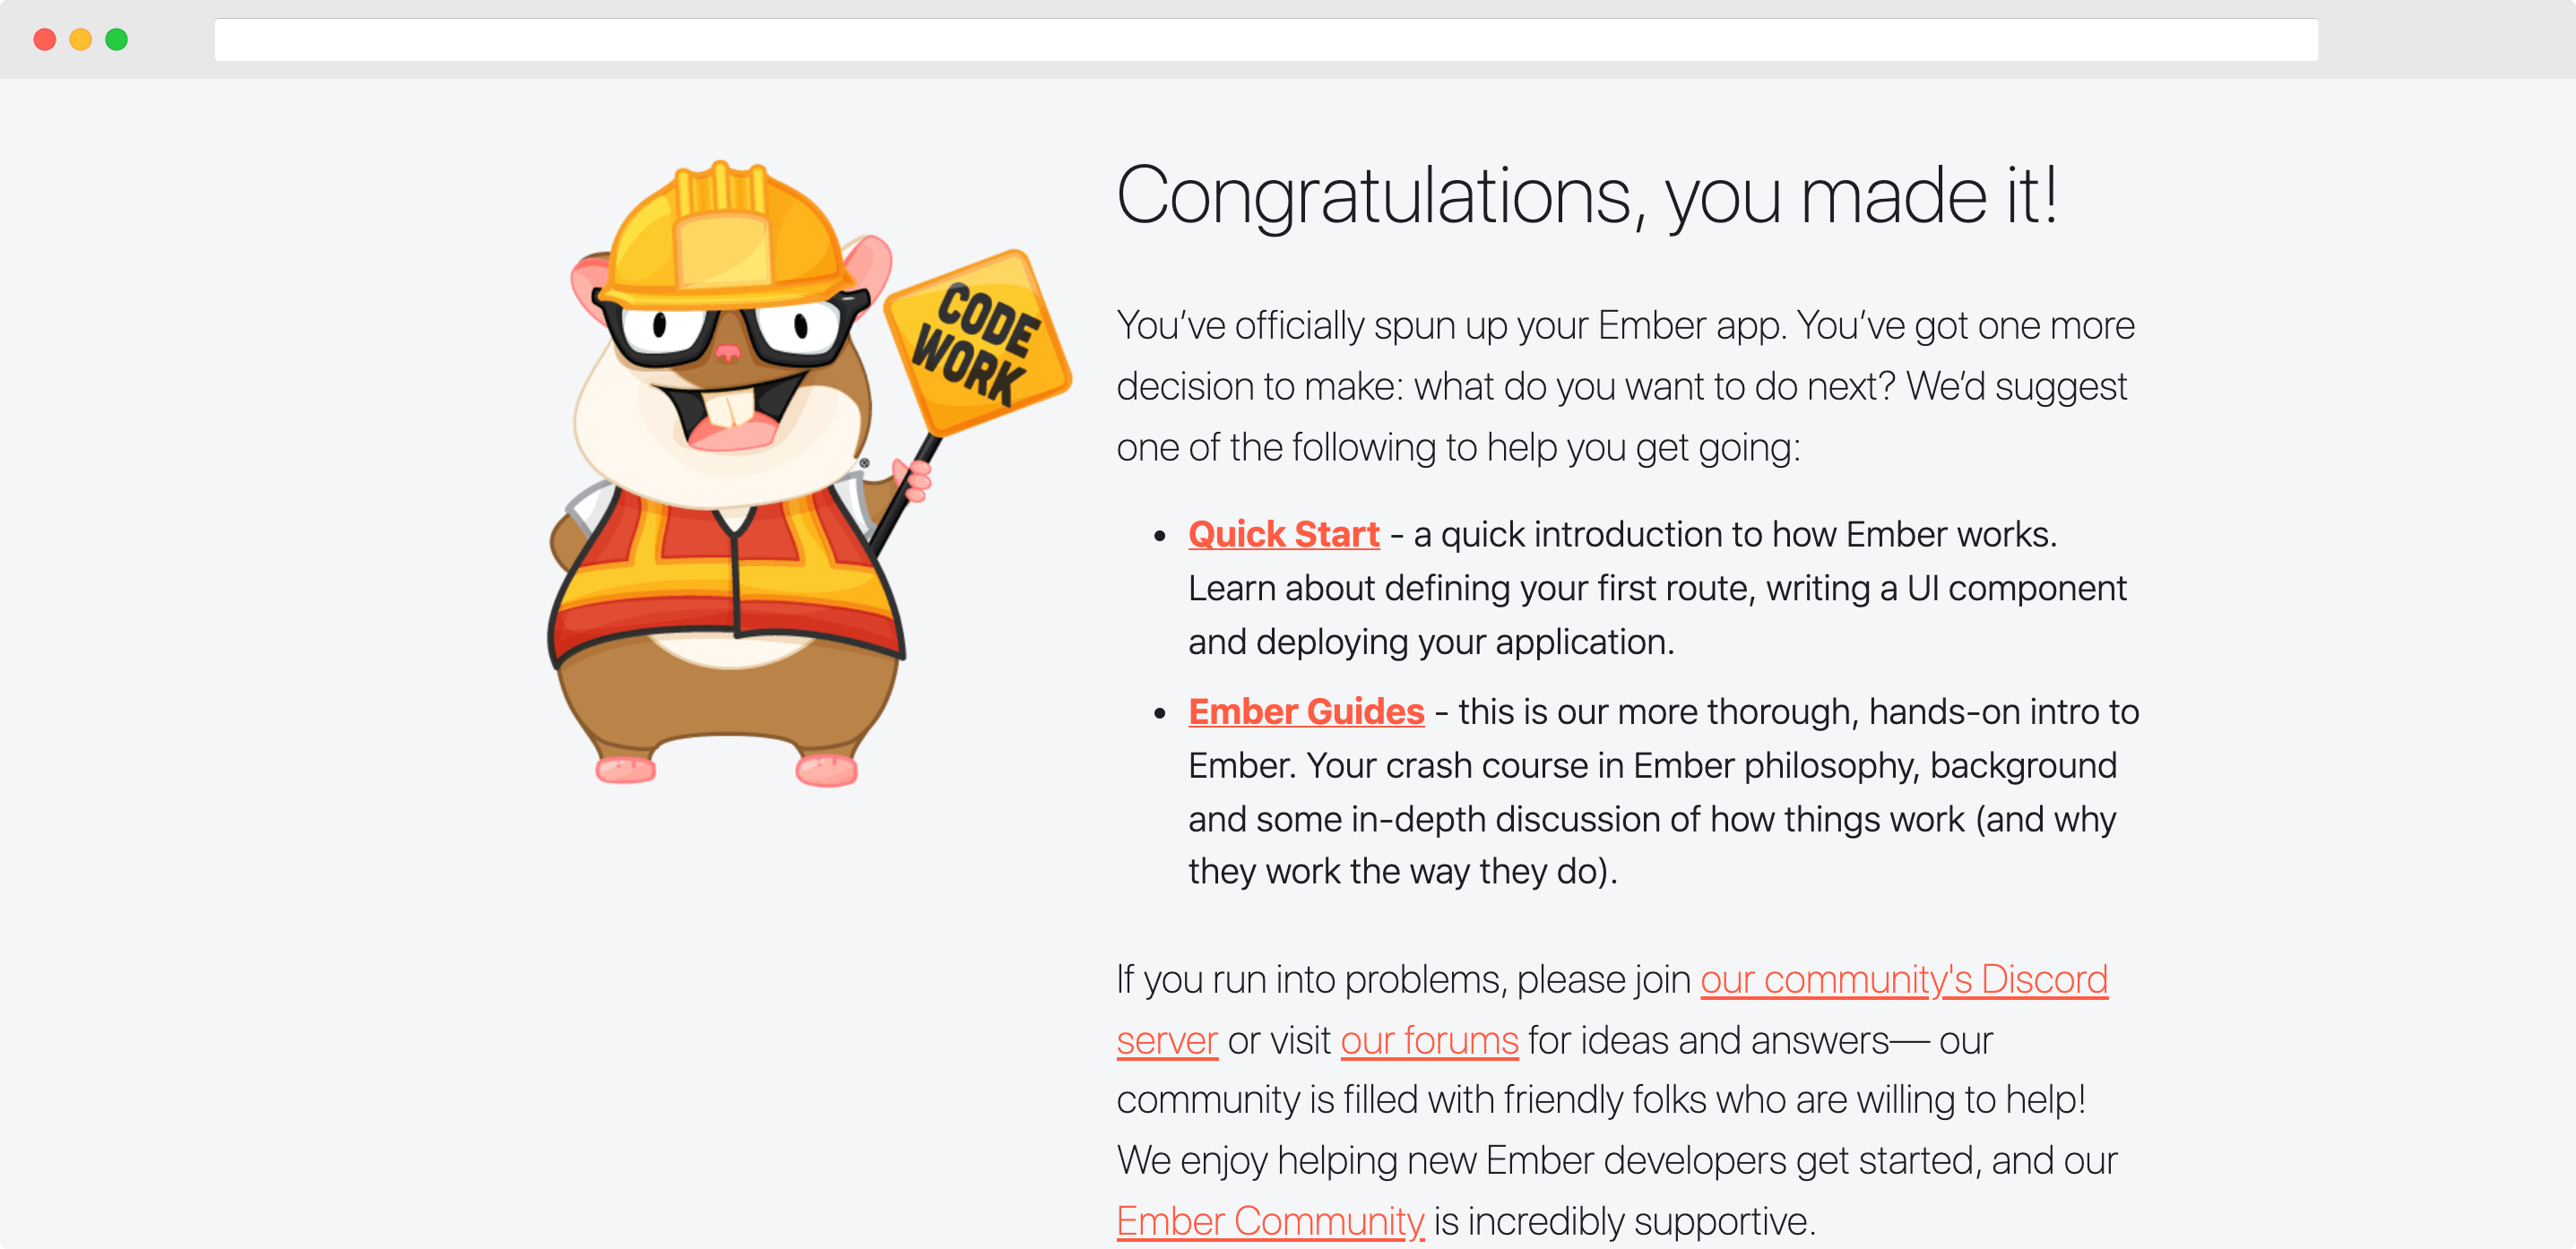 Congratulations, you made it!
CODE
WORK
You’ve officially spun up your Ember app. You’ve got one more
decision to make: what do you want to do next? We’d suggest
one of the following to help you get going:
• Quick Start - a quick introduction to how Ember works.
Learn about defining your first route, writing a UI component
and deploying your application.
• Ember Guides - this is our more thorough, hands-on intro to
Ember. Your crash course in Ember philosophy, background
and some in-depth discussion of how things work (and why
they work the way they do).
If you run into problems, please join our community's Discord
server or visit our forums for ideas and answers— our
community is filled with friendly folks who are willing to help!
We enjoy helping new Ember developers get started, and our
Ember Community is incredibly supportive.